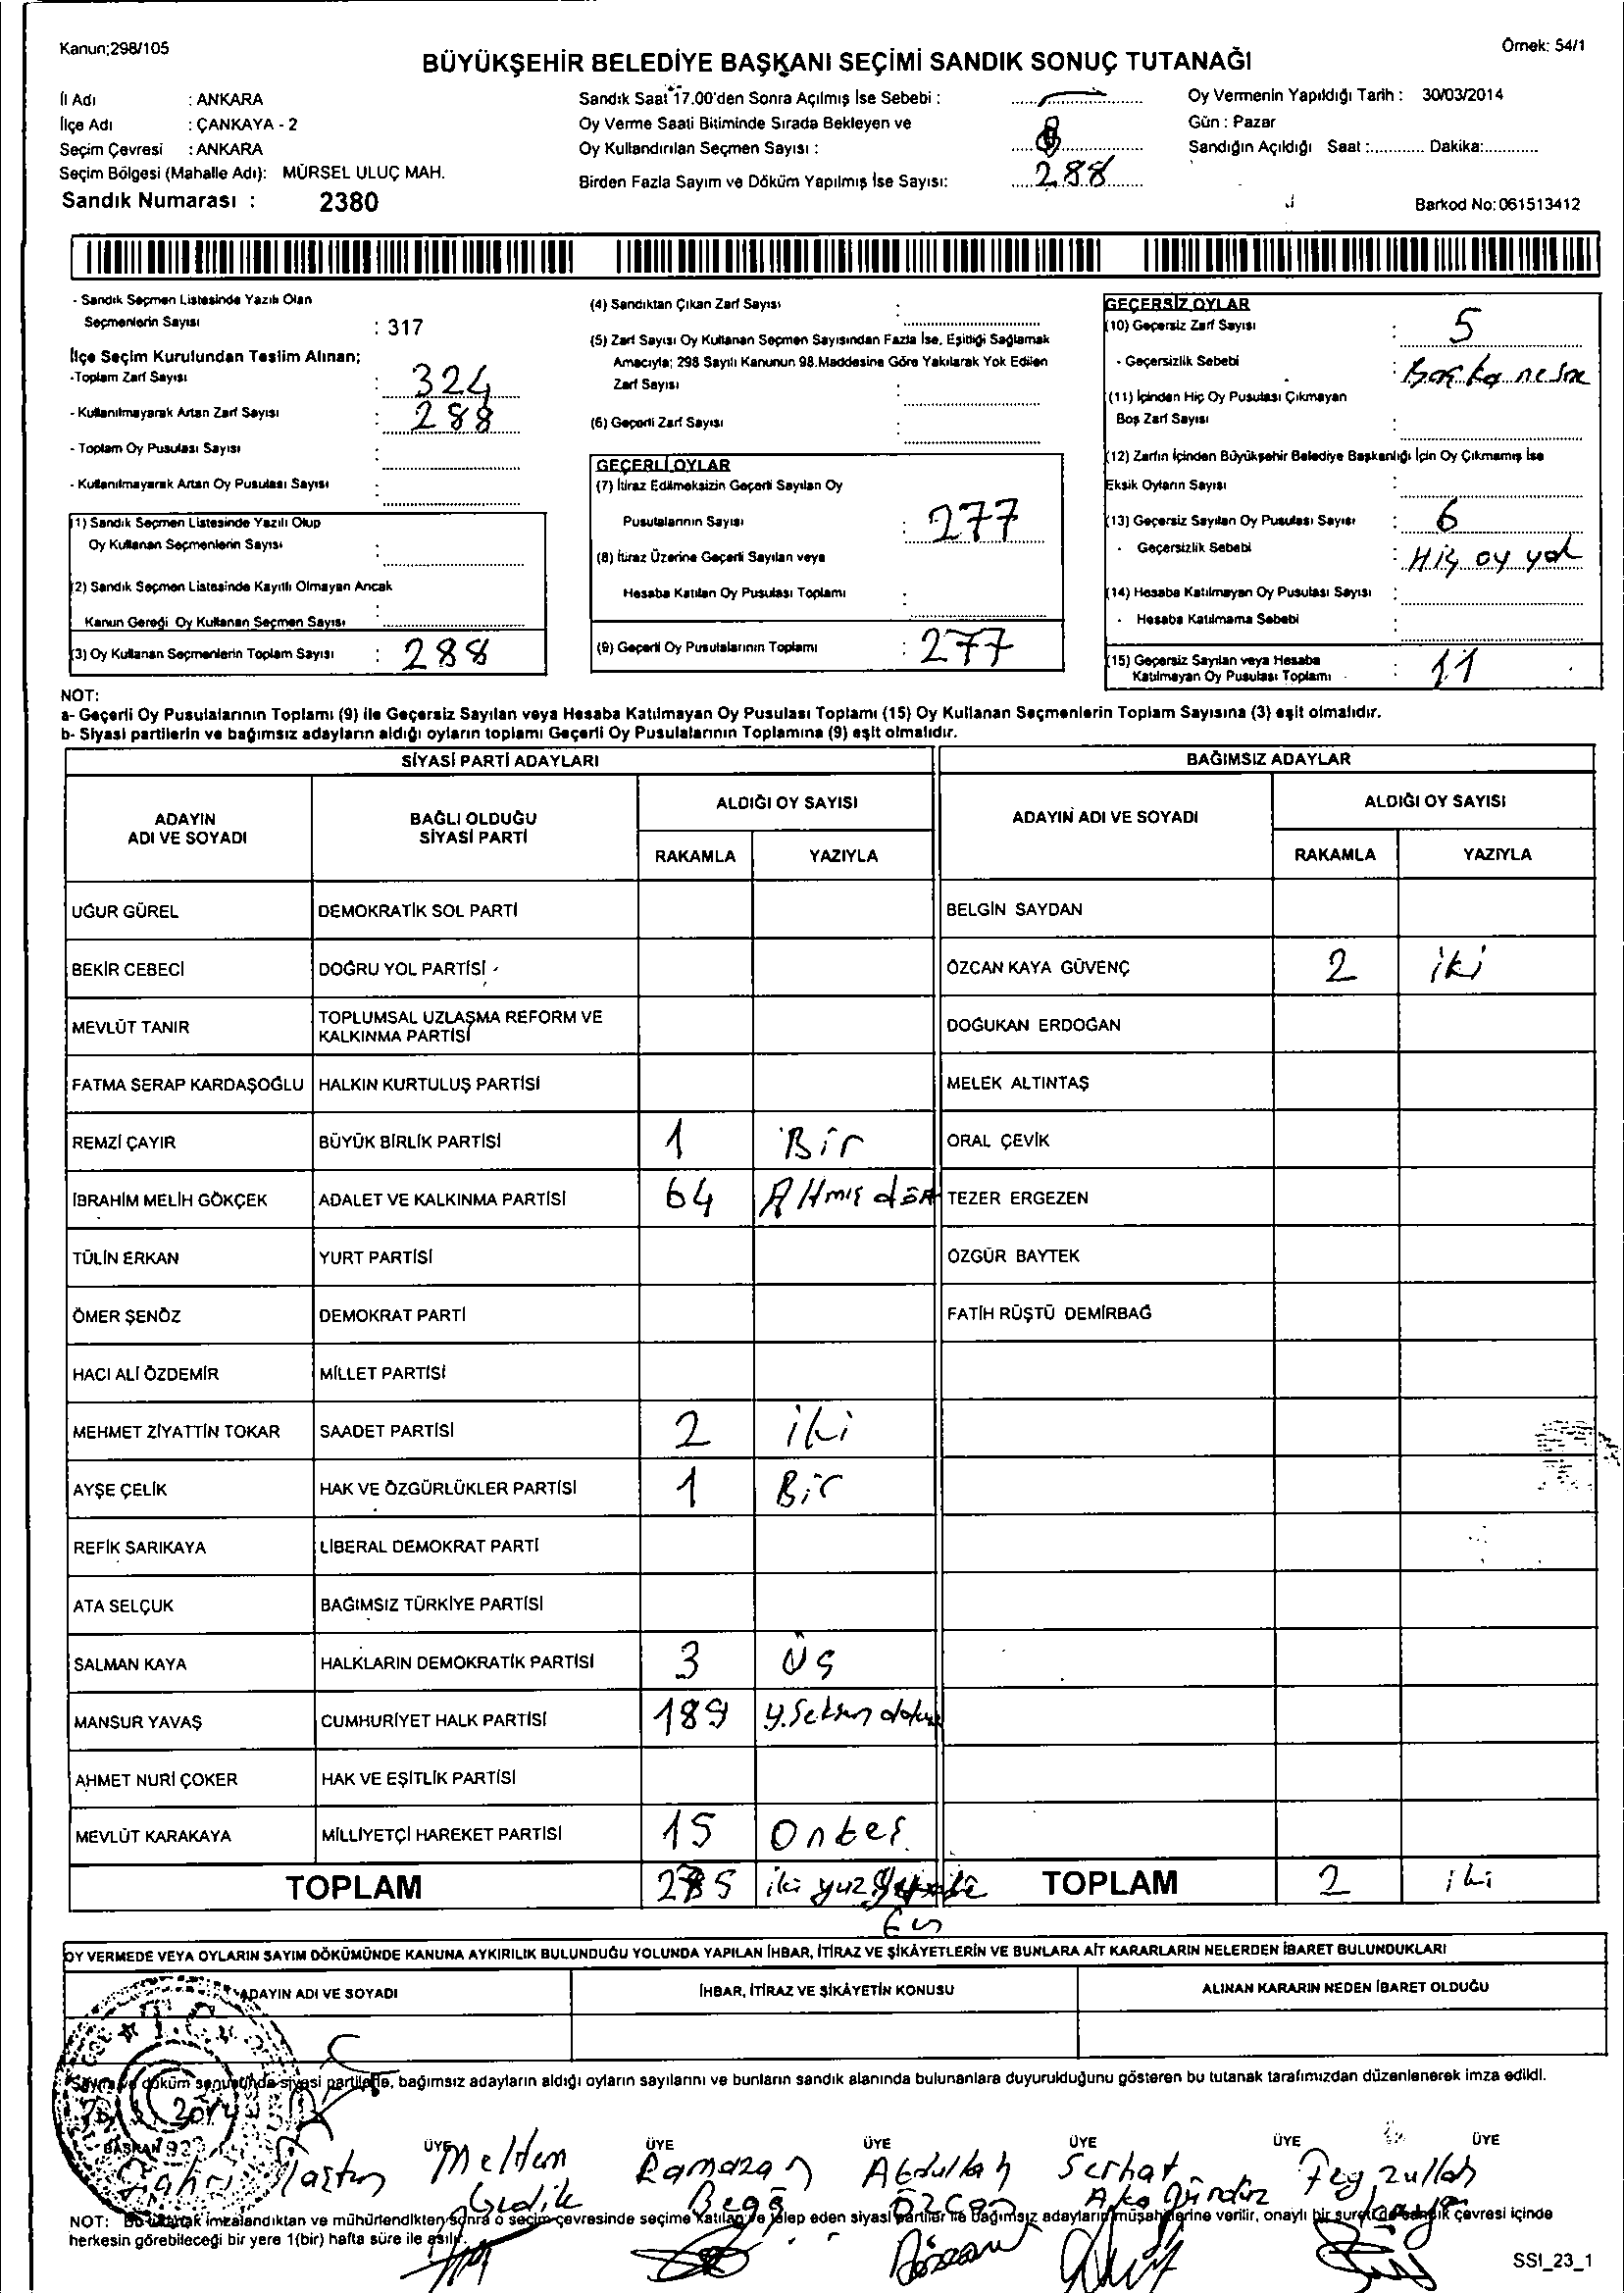 Kanun;298/105
Örnek: 54/1
BÜYÜKŞEHİR BELEDİYE BAŞKANI SEÇİMİ SANDIK SONUÇ TUTANAĞI
İl Adı : ANKARA
İlçe Adı : ÇANKAYA - 2
Seçim Çevresi : ANKARA
Seçim Bölgesi (Mahalle Adı): MÜRSEL ULUÇ MAH.
Sandık Numarası : 2380
Sandık Saat 17.00'den Sonra Açılmış İse Sebebi :
Oy Verme Saati Bitiminde Sırada Bekleyen ve
Oy Kullandırılan Seçmen Sayısı :
Birden Fazla Sayım ve Döküm Yapılmış İse Sayısı: 288
Oy Vermenin Yapıldığı Tarih : 30/03/2014
Gün : Pazar
Sandığın Açıldığı Saat :............ Dakika:............
Barkod No:061513412
- Sandık Seçmen Listesinde Yazılı Olan
Seçmenlerin Sayısı : 317
İlçe Seçim Kurulundan Teslim Alınan;
-Toplam Zarf Sayısı : 324
- Kullanılmayarak Artan Zarf Sayısı : 288
- Toplam Oy Pusulası Sayısı :
- Kullanılmayarak Artan Oy Pusulası Sayısı :
(1) Sandık Seçmen Listesinde Yazılı Olup
Oy Kullanan Seçmenlerin Sayısı :
(2) Sandık Seçmen Listesinde Kayıtlı Olmayan Ancak
Kanun Gereği Oy Kullanan Seçmen Sayısı :
(3) Oy Kullanan Seçmenlerin Toplam Sayısı : 288
(4) Sandıktan Çıkan Zarf Sayısı :
(5) Zarf Sayısı Oy Kullanan Seçmen Sayısından Fazla İse, Eşitliği Sağlamak
Amacıyla; 298 Sayılı Kanunun 98.Maddesine Göre Yakılarak Yok Edilen
Zarf Sayısı :
(6) Geçerli Zarf Sayısı :
GEÇERLİ OYLAR
(7) İtiraz Edilmeksizin Geçerli Sayılan Oy
Pusulalarının Sayısı : 277
(8) İtiraz Üzerine Geçerli Sayılan veya
Hesaba Katılan Oy Pusulası Toplamı :
(9) Geçerli Oy Pusulalarının Toplamı : 277
GEÇERSİZ OYLAR
(10) Geçersiz Zarf Sayısı : 5
- Geçersizlik Sebebi : Başka nesne
(11) İçinden Hiç Oy Pusulası Çıkmayan
Boş Zarf Sayısı :
(12) Zarfın İçinden Büyükşehir Belediye Başkanlığı İçin Oy Çıkmamış İse
Eksik Oyların Sayısı :
(13) Geçersiz Sayılan Oy Pusulası Sayısı : 6
- Geçersizlik Sebebi : Hiç oy yok
(14) Hesaba Katılmayan Oy Pusulası Sayısı :
- Hesaba Katılmama Sebebi :
(15) Geçersiz Sayılan veya Hesaba
Katılmayan Oy Pusulası Toplamı : 11
NOT:
a- Geçerli Oy Pusulalarının Toplamı (9) ile Geçersiz Sayılan veya Hesaba Katılmayan Oy Pusulası Toplamı (15) Oy Kullanan Seçmenlerin Toplam Sayısına (3) eşit olmalıdır.
b- Siyasi partilerin ve bağımsız adayların aldığı oyların toplamı Geçerli Oy Pusulalarının Toplamına (9) eşit olmalıdır.
SİYASİ PARTİ ADAYLARI
ADAYIN ADI VE SOYADI
BAĞLI OLDUĞU SİYASİ PARTİ
ALDIĞI OY SAYISI
RAKAMLA YAZIYLA
UĞUR GÜREL DEMOKRATİK SOL PARTİ
BEKİR CEBECİ DOĞRU YOL PARTİSİ
MEVLÜT TANIR TOPLUMSAL UZLAŞMA REFORM VE KALKINMA PARTİSİ
FATMA SERAP KARDAŞOĞLU HALKIN KURTULUŞ PARTİSİ
REMZİ ÇAYIR BÜYÜK BİRLİK PARTİSİ 1 Bir
İBRAHİM MELİH GÖKÇEK ADALET VE KALKINMA PARTİSİ 64 Altmış dört
TÜLİN ERKAN YURT PARTİSİ
ÖMER ŞENÖZ DEMOKRAT PARTİ
HACI ALİ ÖZDEMİR MİLLET PARTİSİ
MEHMET ZİYATTİN TOKAR SAADET PARTİSİ 2 iki
AYŞE ÇELİK HAK VE ÖZGÜRLÜKLER PARTİSİ 1 Bir
REFİK SARIKAYA LİBERAL DEMOKRAT PARTİ
ATA SELÇUK BAĞIMSIZ TÜRKİYE PARTİSİ
SALMAN KAYA HALKLARIN DEMOKRATİK PARTİSİ 3 Üç
MANSUR YAVAŞ CUMHURİYET HALK PARTİSİ 189 y.Seksen dokuz
AHMET NURİ ÇOKER HAK VE EŞİTLİK PARTİSİ
MEVLÜT KARAKAYA MİLLİYETÇİ HAREKET PARTİSİ 15 Onbeş
TOPLAM 275 iki yuz
BAĞIMSIZ ADAYLAR
ADAYIN ADI VE SOYADI
ALDIĞI OY SAYISI
RAKAMLA YAZIYLA
BELGİN SAYDAN
ÖZCAN KAYA GÜVENÇ 2 iki
DOĞUKAN ERDOĞAN
MELEK ALTINTAŞ
ORAL ÇEVİK
TEZER ERGEZEN
ÖZGÜR BAYTEK
FATİH RÜŞTÜ DEMİRBAĞ
TOPLAM 2 iki
OY VERMEDE VEYA OYLARIN SAYIM DÖKÜMÜNDE KANUNA AYKIRILIK BULUNDUĞU YOLUNDA YAPILAN İHBAR, İTİRAZ VE ŞİKÂYETLERİN VE BUNLARA AİT KARARLARIN NELERDEN İBARET BULUNDUKLARI
ADAYIN ADI VE SOYADI
İHBAR, İTİRAZ VE ŞİKÂYETİN KONUSU
ALINAN KARARIN NEDEN İBARET OLDUĞU
Sayım ve döküm sonucunda siyasi partilerle, bağımsız adayların aldığı oyların sayılarını ve bunların sandık alanında bulunanlara duyurulduğunu gösteren bu tutanak tarafımızdan düzenlenerek imza edildi.
BAŞKAN ÜYE ÜYE ÜYE ÜYE ÜYE ÜYE
Meltem Ramazan Abdullah Serhat Feyzullah
Gedik Özcan Akgündüz
NOT: Bu tutanak imzalandıktan ve mühürlendikten sonra o seçim çevresinde seçime katılan ve talep eden siyasi partiler ile bağımsız adayların müşahitlerine verilir, onaylı bir sureti de sandık çevresi içinde
herkesin görebileceği bir yere 1(bir) hafta süre ile asılır.
SSI_23_1